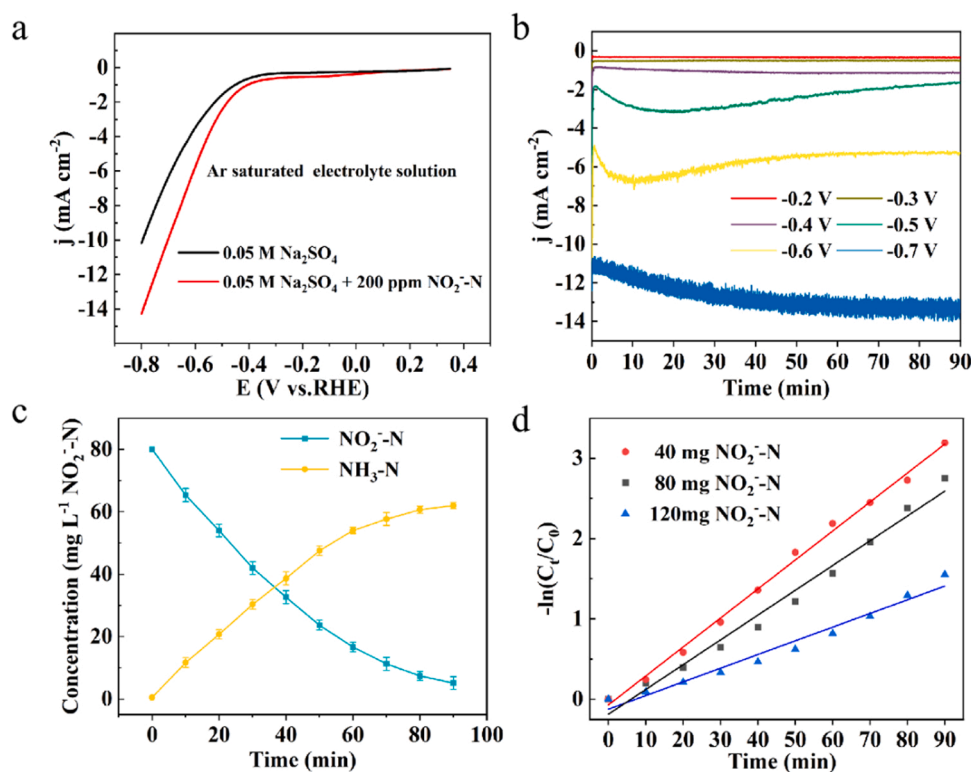 a
0
-2
-4
-6
-8
-10
-12
-14
j (mA cm⁻²)
Ar saturated electrolyte solution
0.05 M Na₂SO₄
0.05 M Na₂SO₄ + 200 ppm NO₂⁻-N
-0.8 -0.6 -0.4 -0.2 0.0 0.2 0.4
E (V vs.RHE)
b
0
-2
-4
-6
-8
-10
-12
-14
j (mA cm⁻²)
-0.2 V -0.3 V
-0.4 V -0.5 V
-0.6 V -0.7 V
0 10 20 30 40 50 60 70 80 90
Time (min)
c
80
60
40
20
0
Concentration (mg L⁻¹ NO₂⁻-N)
NO₂⁻-N
NH₃-N
0 20 40 60 80 100
Time (min)
d
3
2
1
0
-ln(Cₜ/C₀)
40 mg NO₂⁻-N
80 mg NO₂⁻-N
120mg NO₂⁻-N
0 10 20 30 40 50 60 70 80 90
Time (min)